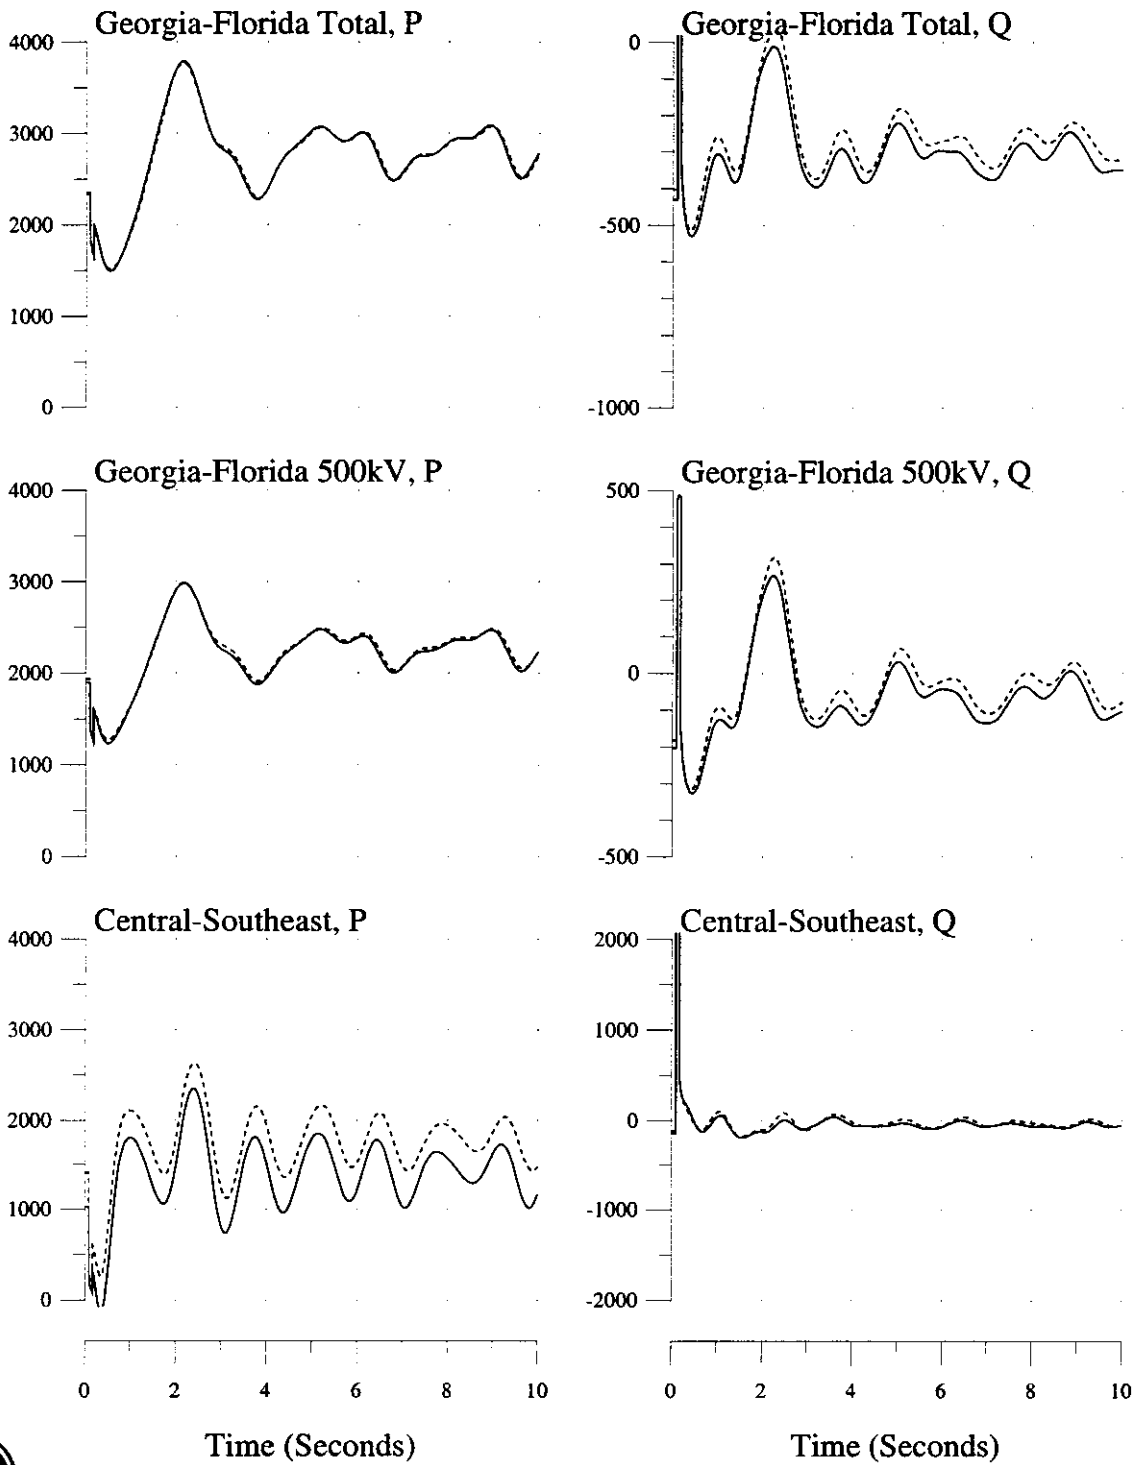 Georgia-Florida Total, P
4000
3000
2000
1000
0
Georgia-Florida Total, Q
0
-500
-1000
Georgia-Florida 500kV, P
4000
3000
2000
1000
0
Georgia-Florida 500kV, Q
500
0
-500
Central-Southeast, P
4000
3000
2000
1000
0
0 2 4 6 8 10
Time (Seconds)
Central-Southeast, Q
2000
1000
0
-1000
-2000
0 2 4 6 8 10
Time (Seconds)